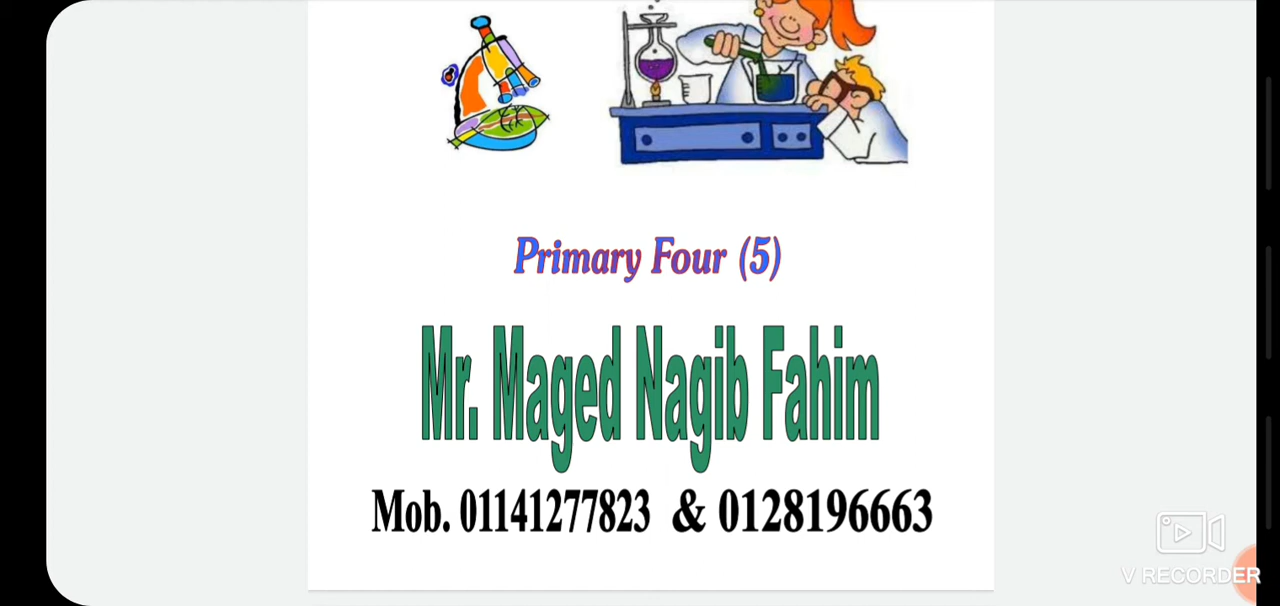 Primary Four (5)
Mr. Maged Nagib Fahim
Mob. 01141277823 & 0128196663
V RECORDER